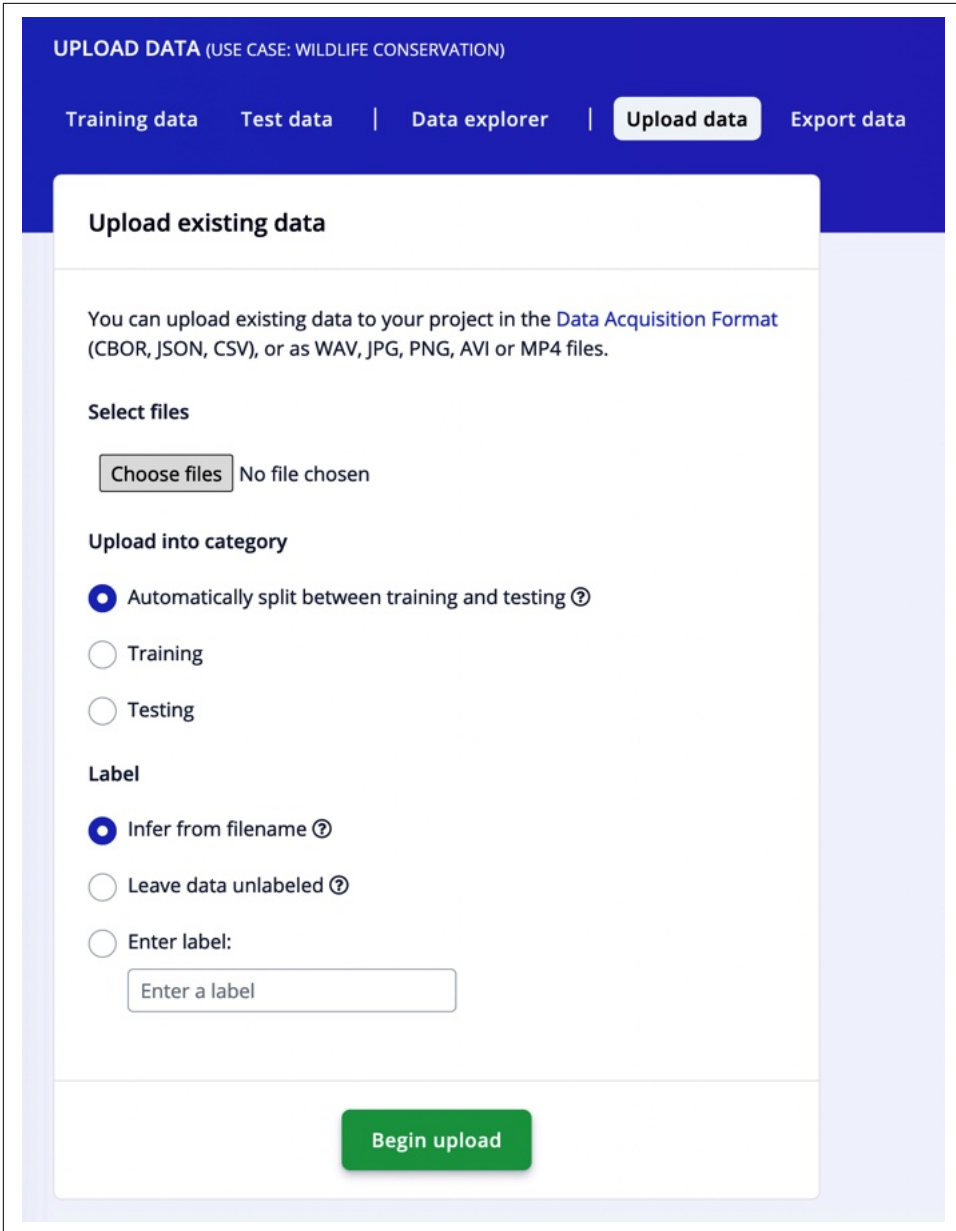 UPLOAD DATA (USE CASE: WILDLIFE CONSERVATION)
Training data Test data | Data explorer | Upload data Export data
Upload existing data
You can upload existing data to your project in the Data Acquisition Format
(CBOR, JSON, CSV), or as WAV, JPG, PNG, AVI or MP4 files.
Select files
Choose files No file chosen
Upload into category
Automatically split between training and testing ?
Training
Testing
Label
Infer from filename ?
Leave data unlabeled ?
Enter label:
Enter a label
Begin upload